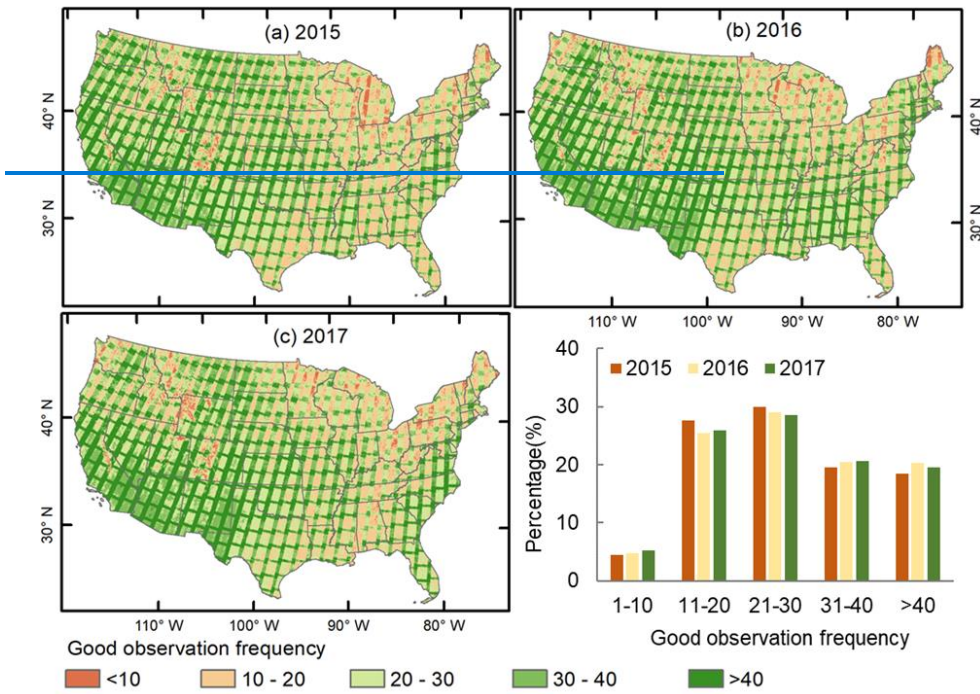 (a) 2015
(b) 2016
40° N
30° N
40° N
30° N
110° W 100° W 90° W 80° W
(c) 2017
40° N
30° N
110° W 100° W 90° W 80° W
40
30
20
10
0
Percentage(%)
2015 2016 2017
1-10 11-20 21-30 31-40 >40
Good observation frequency
Good observation frequency
<10 10 - 20 20 - 30 30 - 40 >40